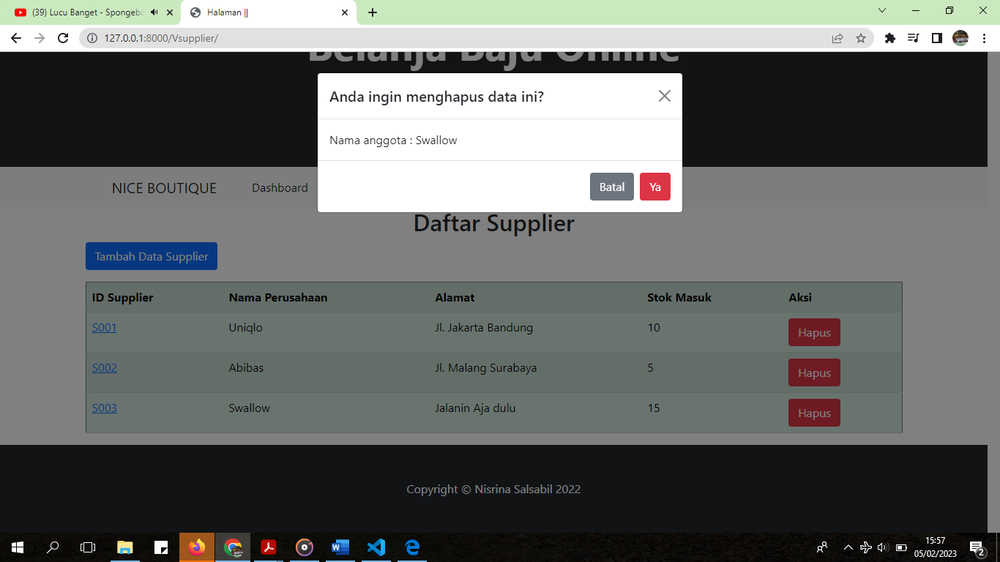 (39) Lucu Banget - Spongebo
Halaman ||
127.0.0.1:8000/Vsupplier/
Belanja Baju Online
Anda ingin menghapus data ini?
Nama anggota : Swallow
Batal Ya
NICE BOUTIQUE Dashboard
Daftar Supplier
Tambah Data Supplier
ID Supplier Nama Perusahaan Alamat Stok Masuk Aksi
S001 Uniqlo Jl. Jakarta Bandung 10 Hapus
S002 Abibas Jl. Malang Surabaya 5 Hapus
S003 Swallow Jalanin Aja dulu 15 Hapus
Copyright © Nisrina Salsabil 2022
15:57
05/02/2023
2